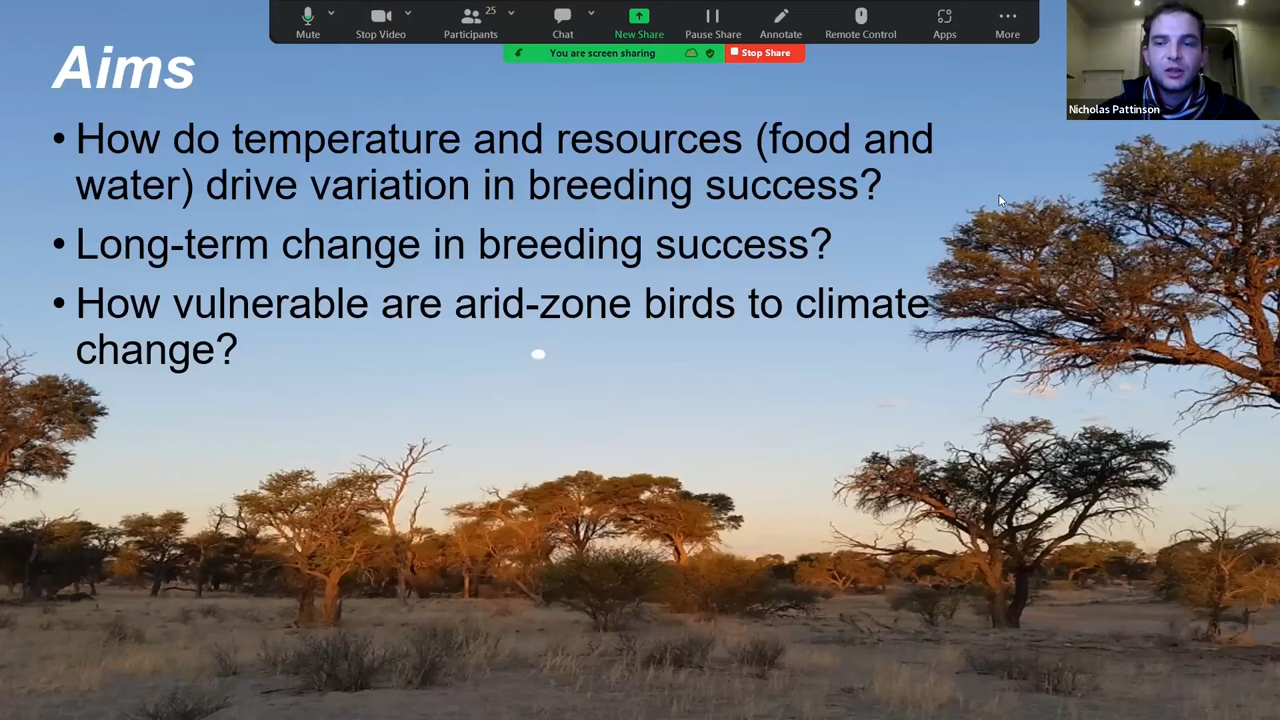 25
Mute
Stop Video
Participants
Chat
New Share
Pause Share
Annotate
Remote Control
Apps
More
You are screen sharing
Stop Share
Nicholas Pattinson
Aims
• How do temperature and resources (food and
water) drive variation in breeding success?
• Long-term change in breeding success?
• How vulnerable are arid-zone birds to climate
change?